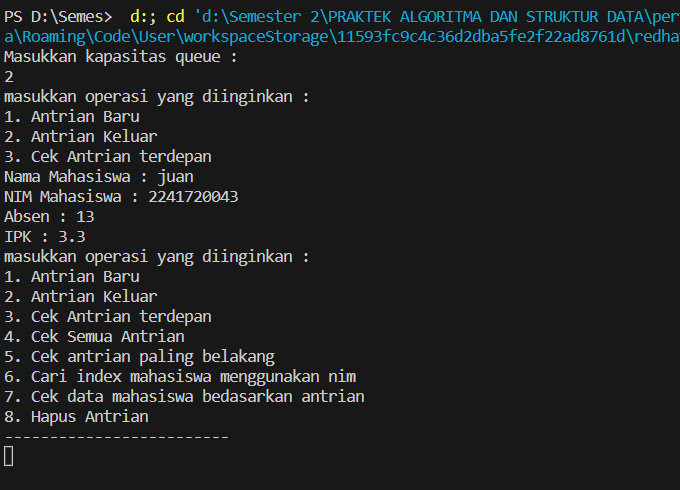 PS D:\Semes>  d:; cd 'd:\Semester 2\PRAKTEK ALGORITMA DAN STRUKTUR DATA\per
a\Roaming\Code\User\workspaceStorage\11593fc9c4c36d2dba5fe2f22ad8761d\redha
Masukkan kapasitas queue :
2
masukkan operasi yang diinginkan :
1. Antrian Baru
2. Antrian Keluar
3. Cek Antrian terdepan
Nama Mahasiswa : juan
NIM Mahasiswa : 2241720043
Absen : 13
IPK : 3.3
masukkan operasi yang diinginkan :
1. Antrian Baru
2. Antrian Keluar
3. Cek Antrian terdepan
4. Cek Semua Antrian
5. Cek antrian paling belakang
6. Cari index mahasiswa menggunakan nim
7. Cek data mahasiswa bedasarkan antrian
8. Hapus Antrian
-------------------------